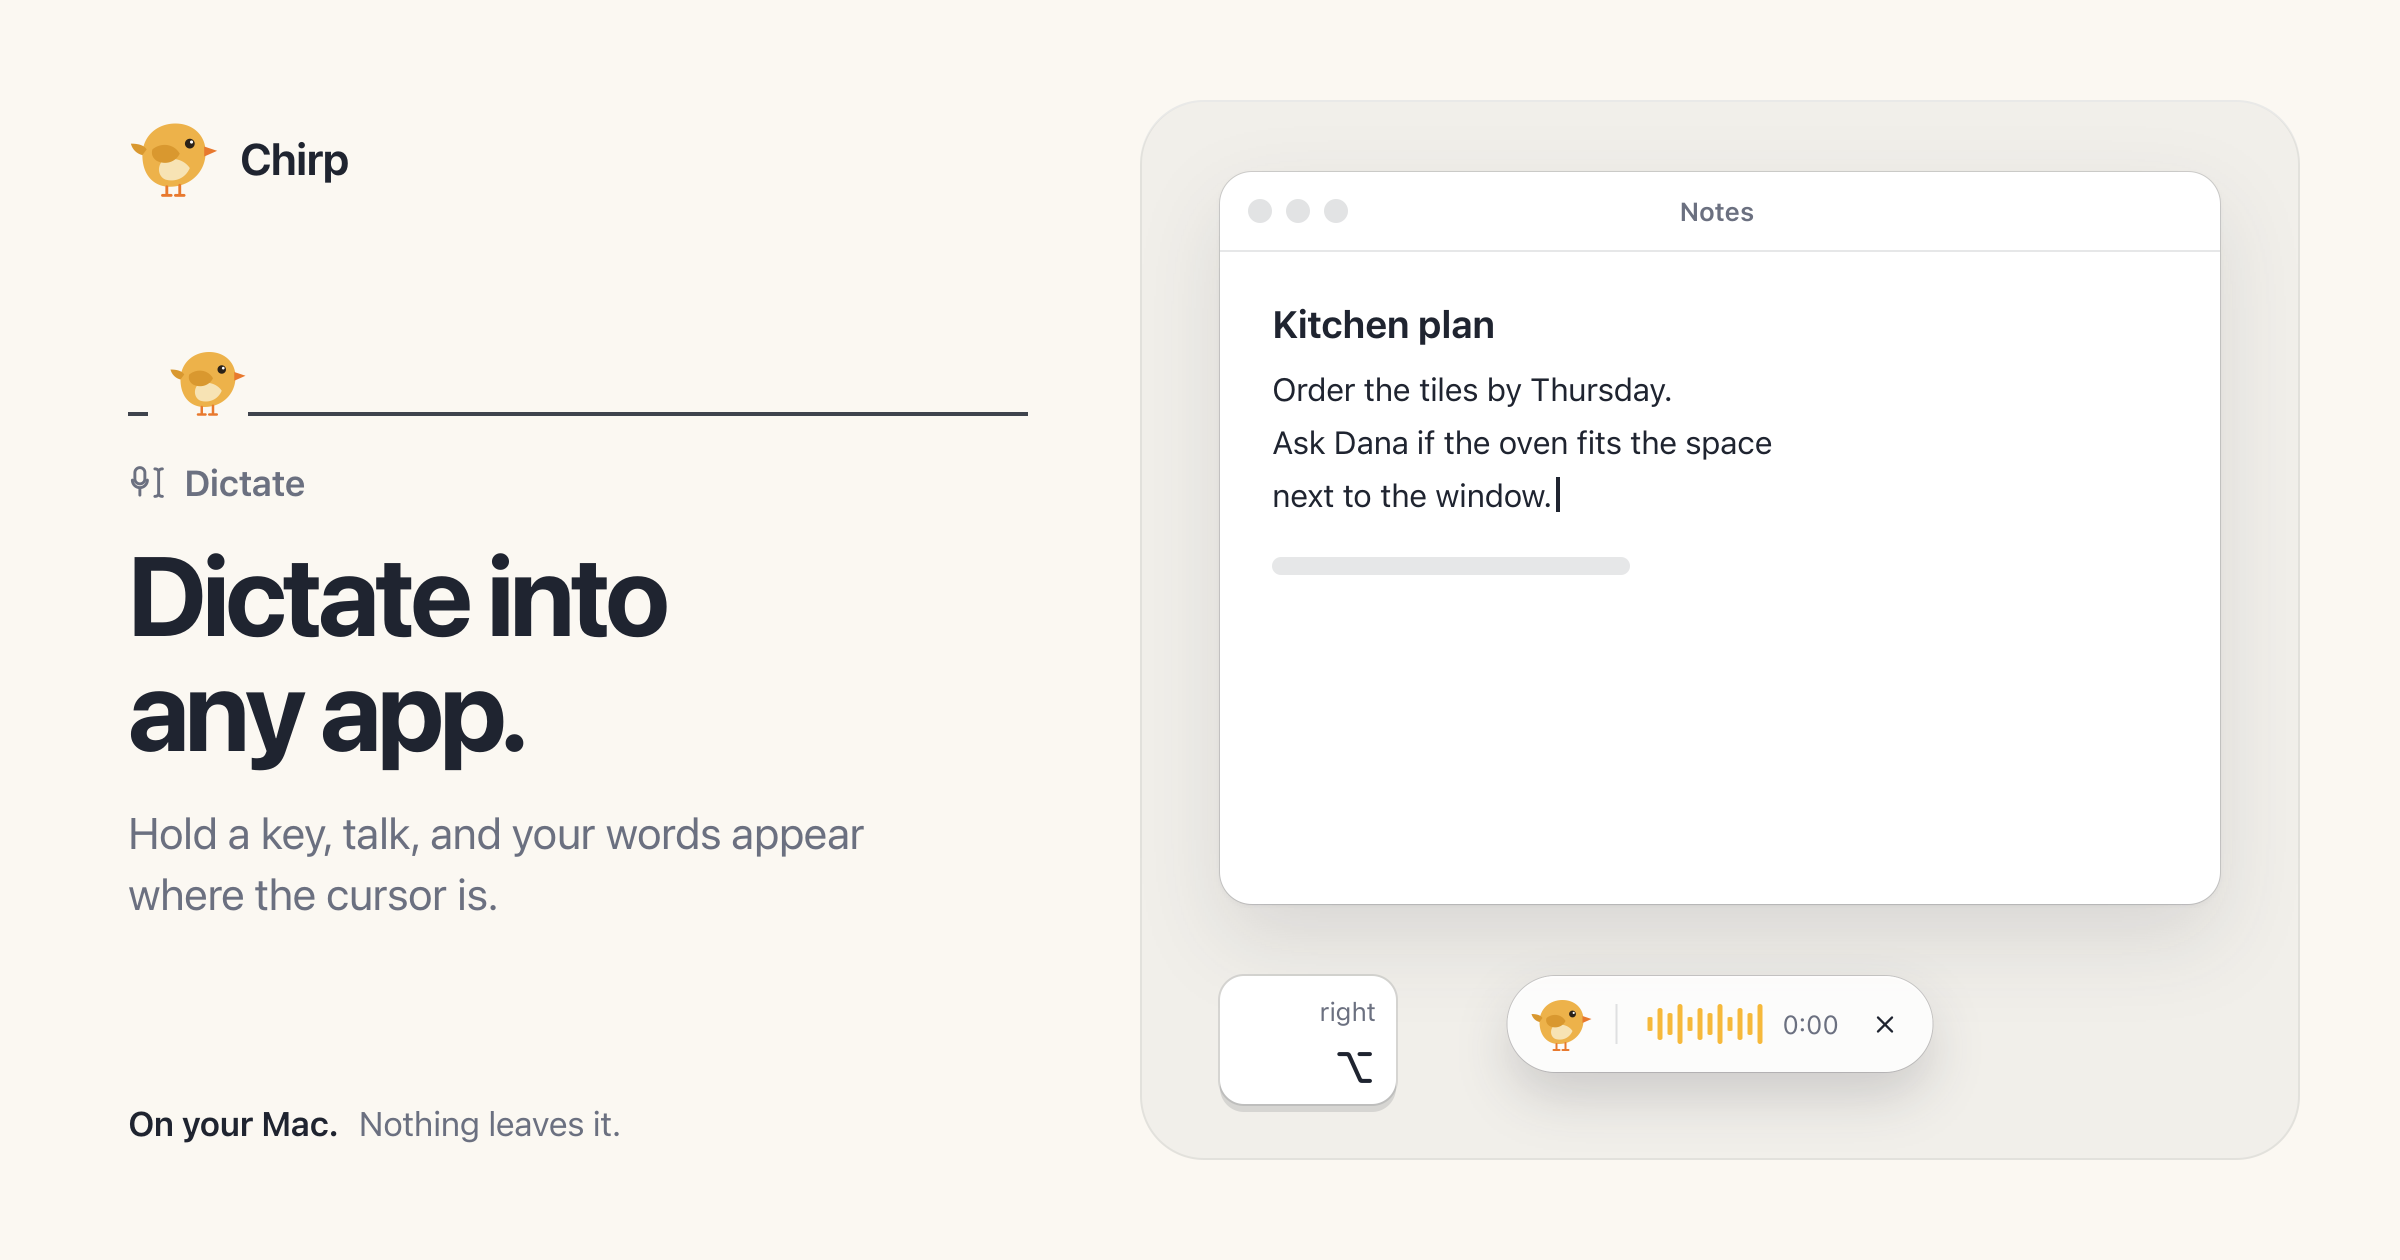 Chirp
Dictate
Dictate into
any app.
Hold a key, talk, and your words appear
where the cursor is.
On your Mac. Nothing leaves it.
Notes
Kitchen plan
Order the tiles by Thursday.
Ask Dana if the oven fits the space
next to the window.
right
⌥
0:00